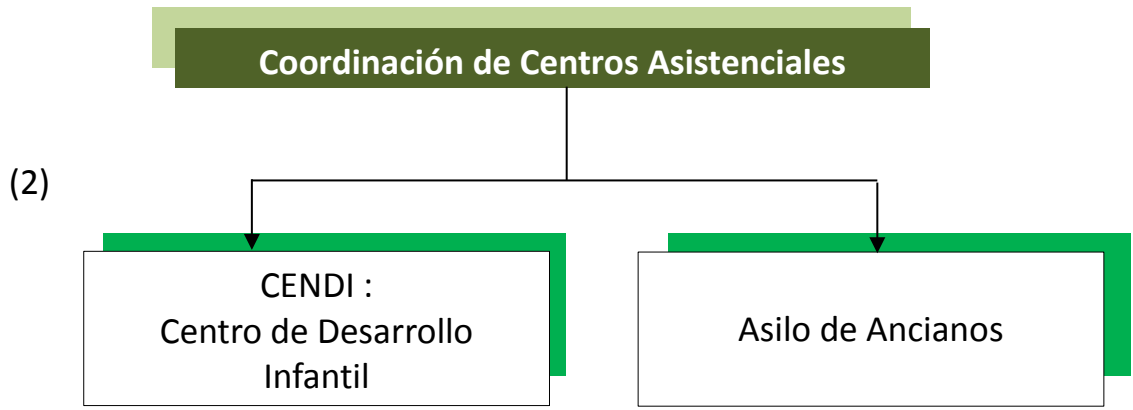 Coordinación de Centros Asistenciales
(2)
CENDI :
Centro de Desarrollo
Infantil
Asilo de Ancianos